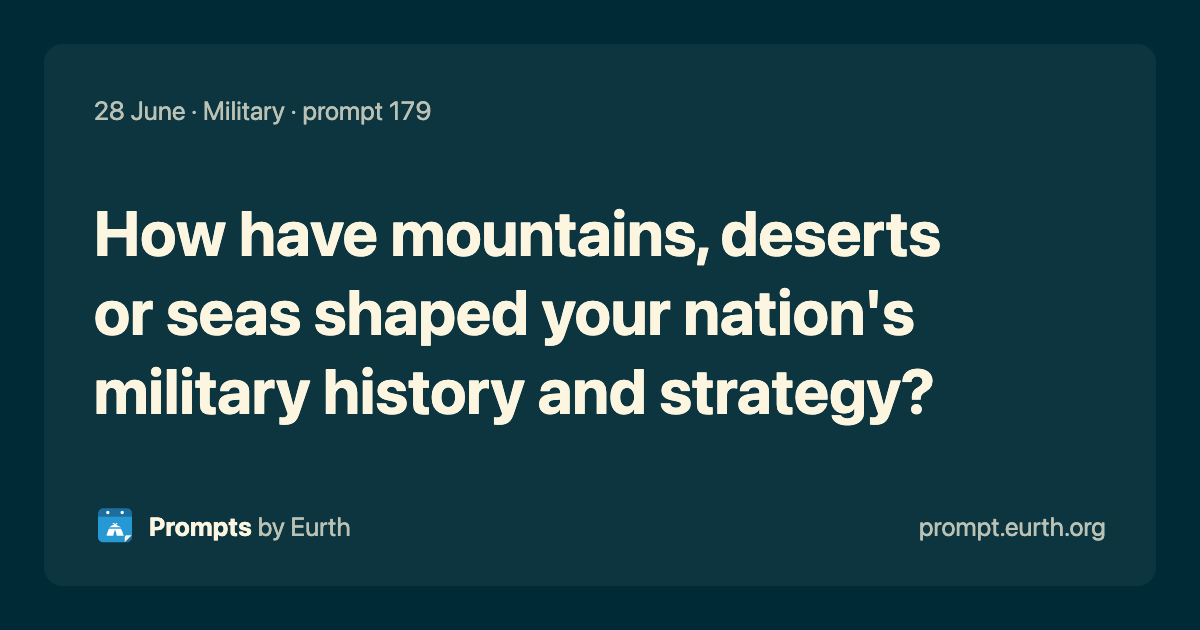 28 June · Military · prompt 179
How have mountains, deserts
or seas shaped your nation's
military history and strategy?
Prompts by Eurth
prompt.eurth.org